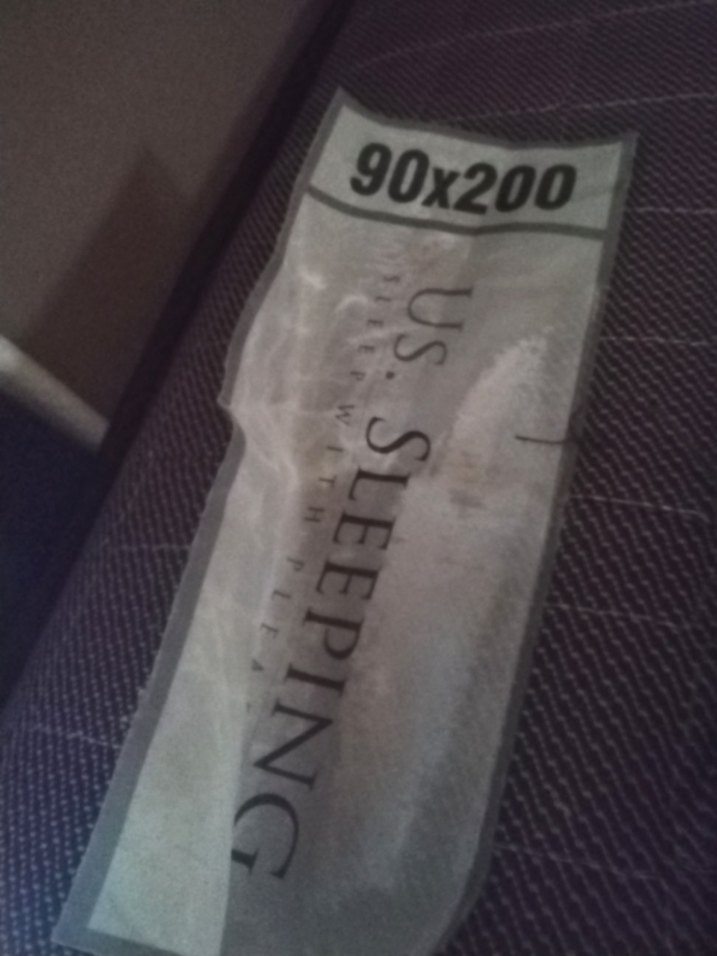 90x200
US. SLEEPING
SLEEP WITH